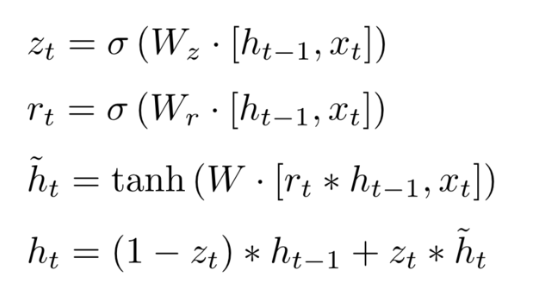 z_t = σ (W_z · [h_{t−1}, x_t])
r_t = σ (W_r · [h_{t−1}, x_t])
h̃_t = tanh (W · [r_t ∗ h_{t−1}, x_t])
h_t = (1 − z_t) ∗ h_{t−1} + z_t ∗ h̃_t